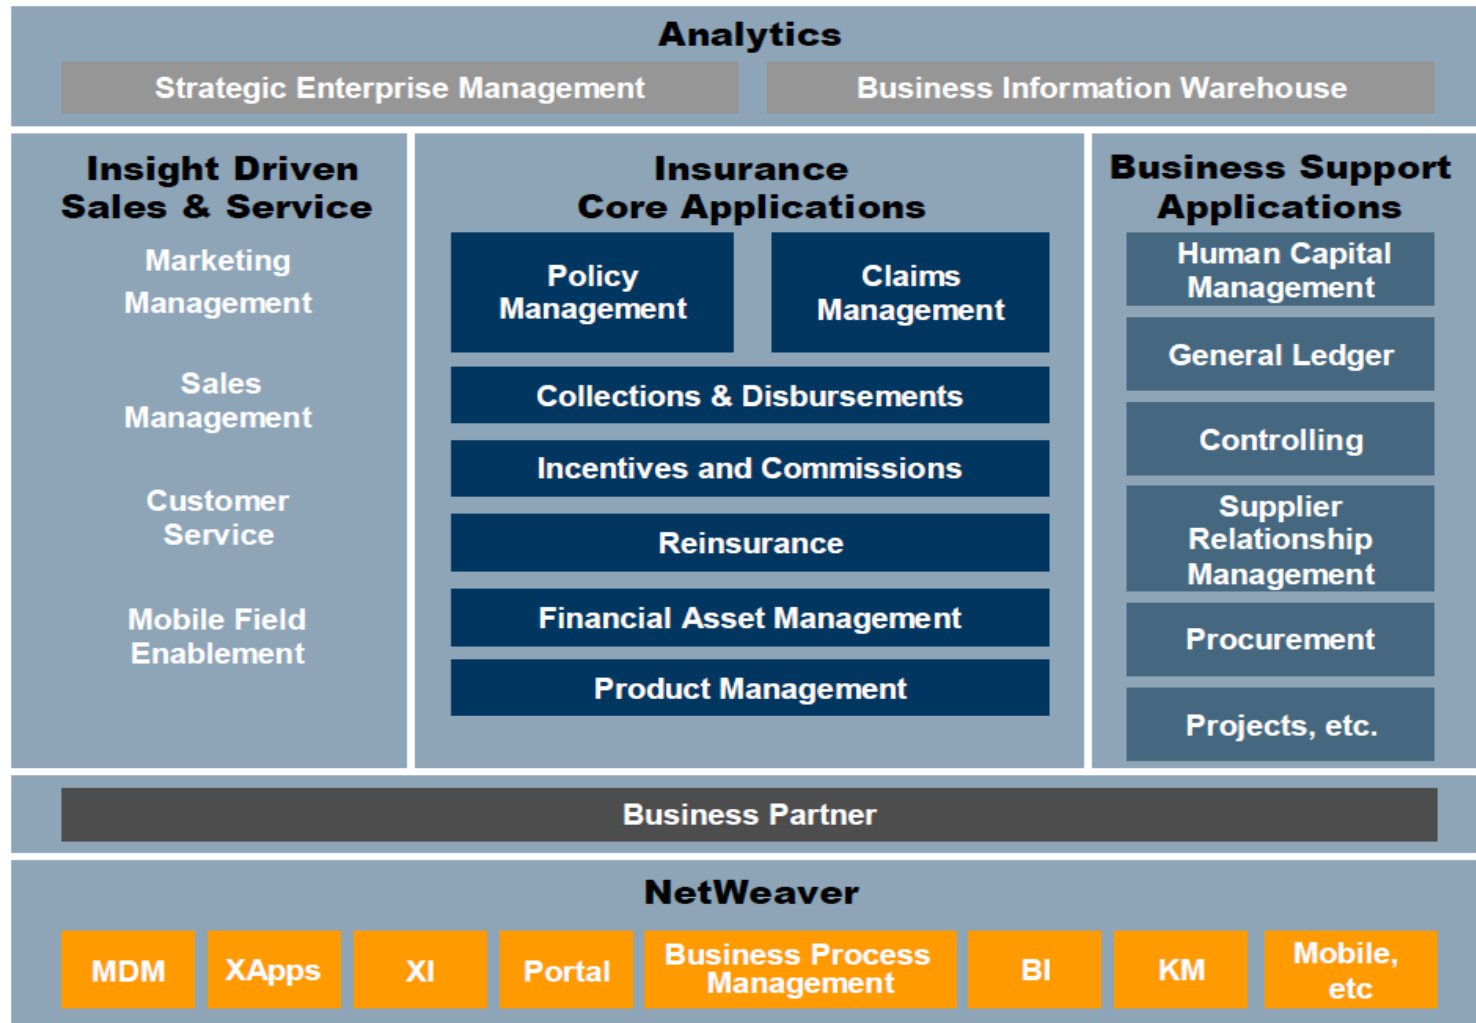 Analytics
Strategic Enterprise Management
Business Information Warehouse
Insight Driven
Sales & Service
Marketing
Management
Sales
Management
Customer
Service
Mobile Field
Enablement
Insurance
Core Applications
Policy
Management
Claims
Management
Collections & Disbursements
Incentives and Commissions
Reinsurance
Financial Asset Management
Product Management
Business Support
Applications
Human Capital
Management
General Ledger
Controlling
Supplier
Relationship
Management
Procurement
Projects, etc.
Business Partner
NetWeaver
MDM
XApps
XI
Portal
Business Process
Management
BI
KM
Mobile,
etc